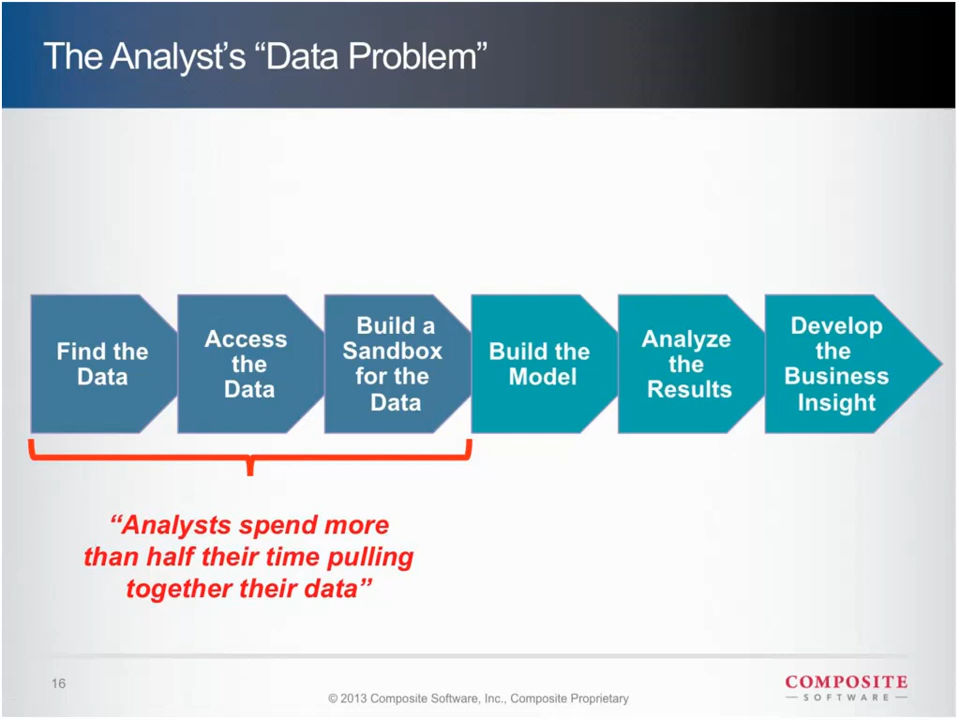 The Analyst's “Data Problem”
Find the
Data
Access
the
Data
Build a
Sandbox
for the
Data
Build the
Model
Analyze
the
Results
Develop
the
Business
Insight
“Analysts spend more
than half their time pulling
together their data”
16
© 2013 Composite Software, Inc., Composite Proprietary
COMPOSITE
SOFTWARE